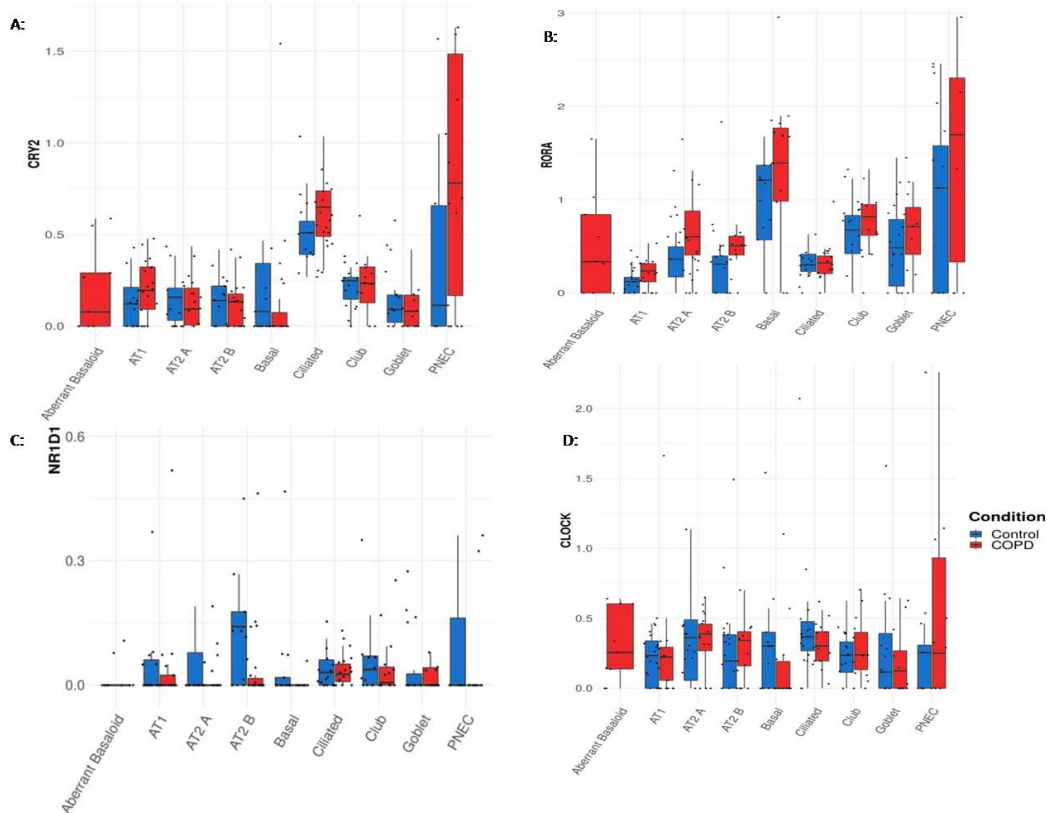 A:
CRY2
1.5
1.0
0.5
0.0
Aberrant Basaloid
AT1
AT2 A
AT2 B
Basal
Ciliated
Club
Goblet
PNEC
B:
RORA
3
2
1
0
Aberrant Basaloid
AT1
AT2 A
AT2 B
Basal
Ciliated
Club
Goblet
PNEC
C:
NR1D1
0.6
0.3
0.0
Aberrant Basaloid
AT1
AT2 A
AT2 B
Basal
Ciliated
Club
Goblet
PNEC
D:
CLOCK
2.0
1.5
1.0
0.5
0.0
Aberrant Basaloid
AT1
AT2 A
AT2 B
Basal
Ciliated
Club
Goblet
PNEC
Condition
Control
COPD